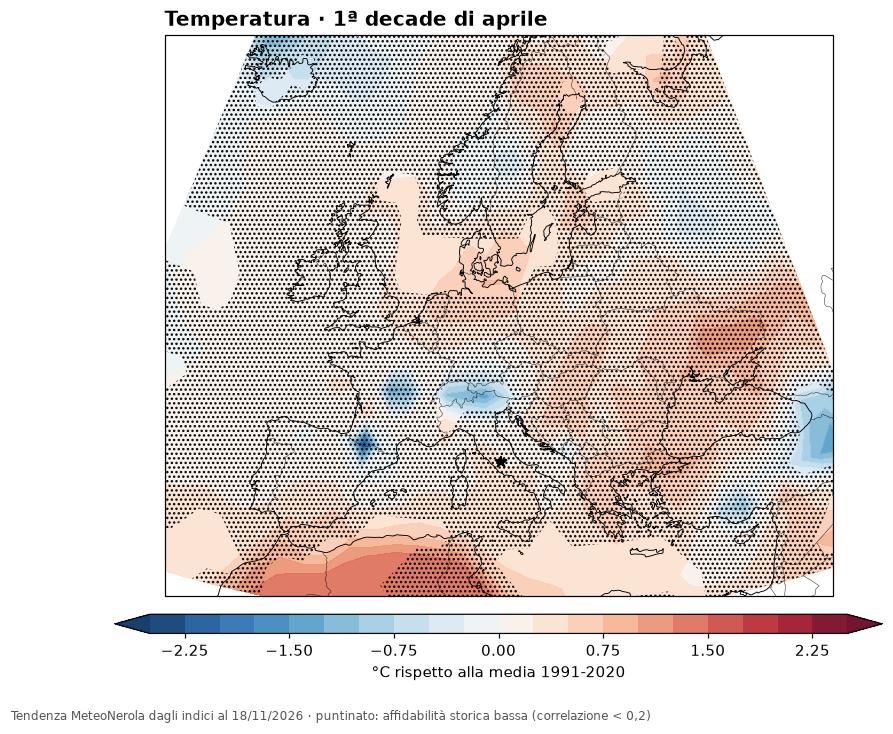 Temperatura · 1ª decade di aprile
−2.25 −1.50 −0.75 0.00 0.75 1.50 2.25
°C rispetto alla media 1991-2020
Tendenza MeteoNerola dagli indici al 18/11/2026 · puntinato: affidabilità storica bassa (correlazione < 0,2)